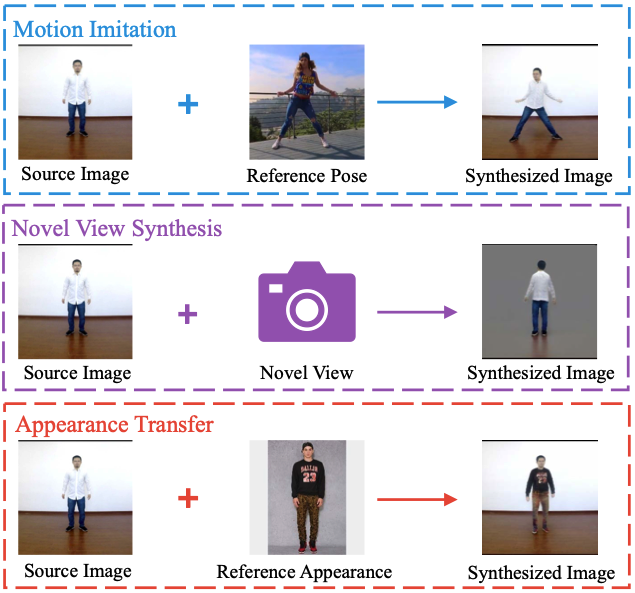 Motion Imitation
+
Source Image
Reference Pose
Synthesized Image
Novel View Synthesis
+
Source Image
Novel View
Synthesized Image
Appearance Transfer
+
23
Source Image
Reference Appearance
Synthesized Image